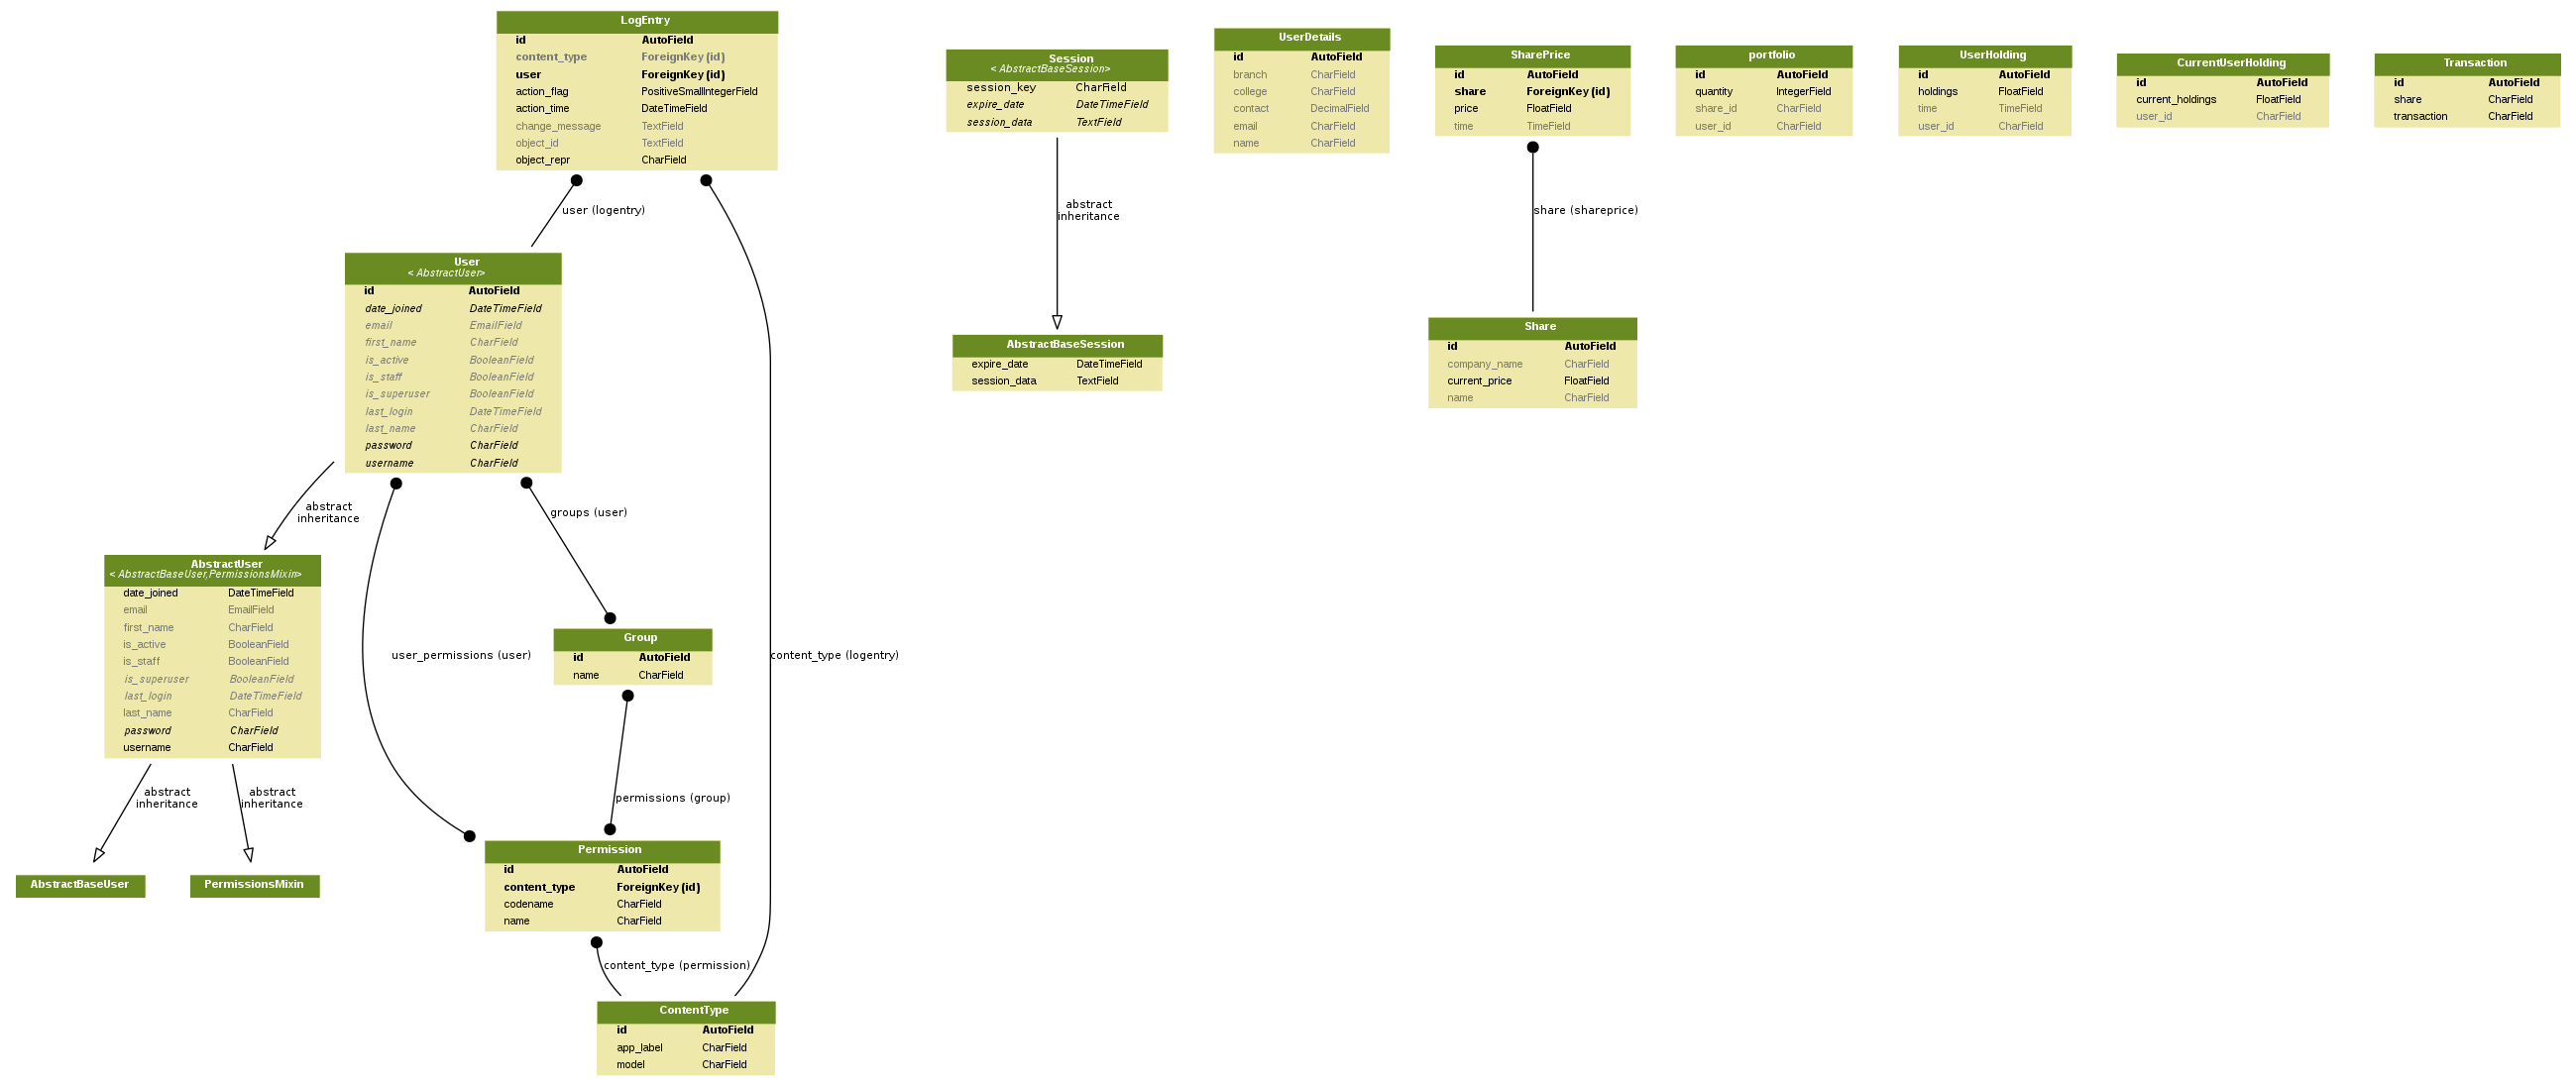 LogEntry
id AutoField
content_type ForeignKey (id)
user ForeignKey (id)
action_flag PositiveSmallIntegerField
action_time DateTimeField
change_message TextField
object_id TextField
object_repr CharField
user (logentry)
User
< AbstractUser>
id AutoField
date_joined DateTimeField
email EmailField
first_name CharField
is_active BooleanField
is_staff BooleanField
is_superuser BooleanField
last_login DateTimeField
last_name CharField
password CharField
username CharField
abstract
inheritance
groups (user)
AbstractUser
< AbstractBaseUser,PermissionsMixin>
date_joined DateTimeField
email EmailField
first_name CharField
is_active BooleanField
is_staff BooleanField
is_superuser BooleanField
last_login DateTimeField
last_name CharField
password CharField
username CharField
user_permissions (user)
Group
id AutoField
name CharField
content_type (logentry)
abstract
inheritance
abstract
inheritance
permissions (group)
AbstractBaseUser
PermissionsMixin
Permission
id AutoField
content_type ForeignKey (id)
codename CharField
name CharField
content_type (permission)
ContentType
id AutoField
app_label CharField
model CharField
Session
< AbstractBaseSession>
session_key CharField
expire_date DateTimeField
session_data TextField
abstract
inheritance
AbstractBaseSession
expire_date DateTimeField
session_data TextField
UserDetails
id AutoField
branch CharField
college CharField
contact DecimalField
email CharField
name CharField
SharePrice
id AutoField
share ForeignKey (id)
price FloatField
time TimeField
share (shareprice)
Share
id AutoField
company_name CharField
current_price FloatField
name CharField
portfolio
id AutoField
quantity IntegerField
share_id CharField
user_id CharField
UserHolding
id AutoField
holdings FloatField
time TimeField
user_id CharField
CurrentUserHolding
id AutoField
current_holdings FloatField
user_id CharField
Transaction
id AutoField
share CharField
transaction CharField